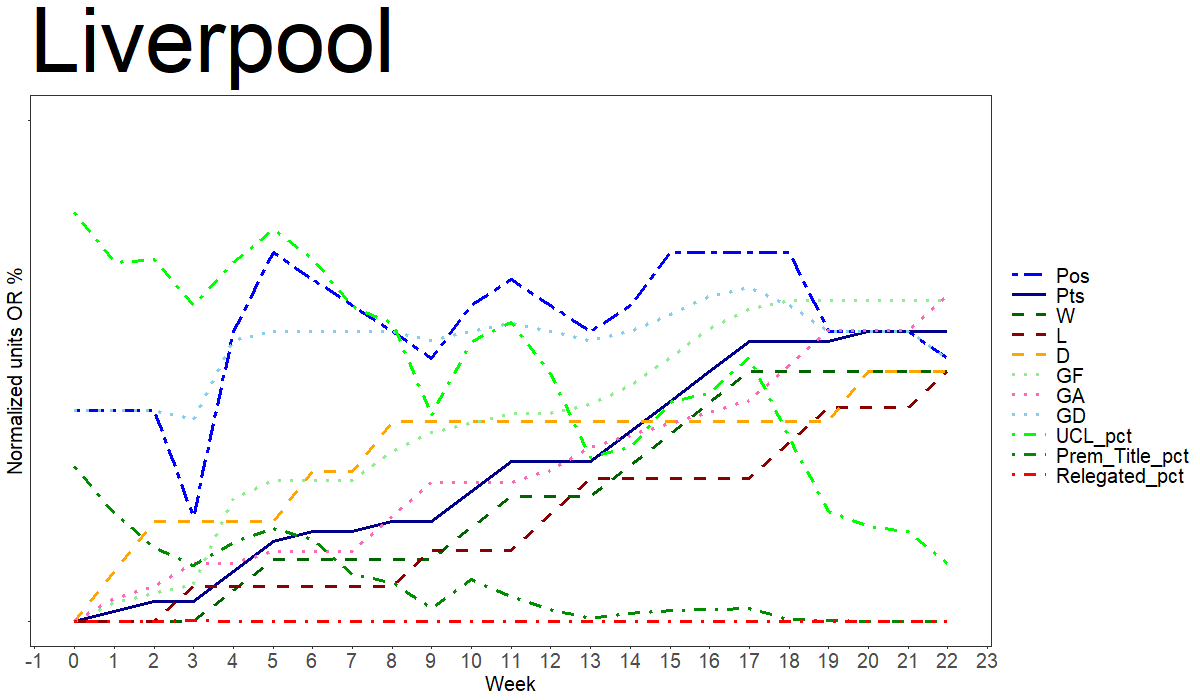 Liverpool
Normalized units OR %
Pos
Pts
W
L
D
GF
GA
GD
UCL_pct
Prem_Title_pct
Relegated_pct
-1 0 1 2 3 4 5 6 7 8 9 10 11 12 13 14 15 16 17 18 19 20 21 22 23
Week